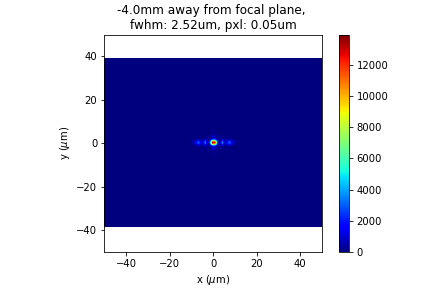 -4.0mm away from focal plane,
fwhm: 2.52um, pxl: 0.05um
40
20
0
−20
−40
y (μm)
−40 −20 0 20 40
x (μm)
12000
10000
8000
6000
4000
2000
0